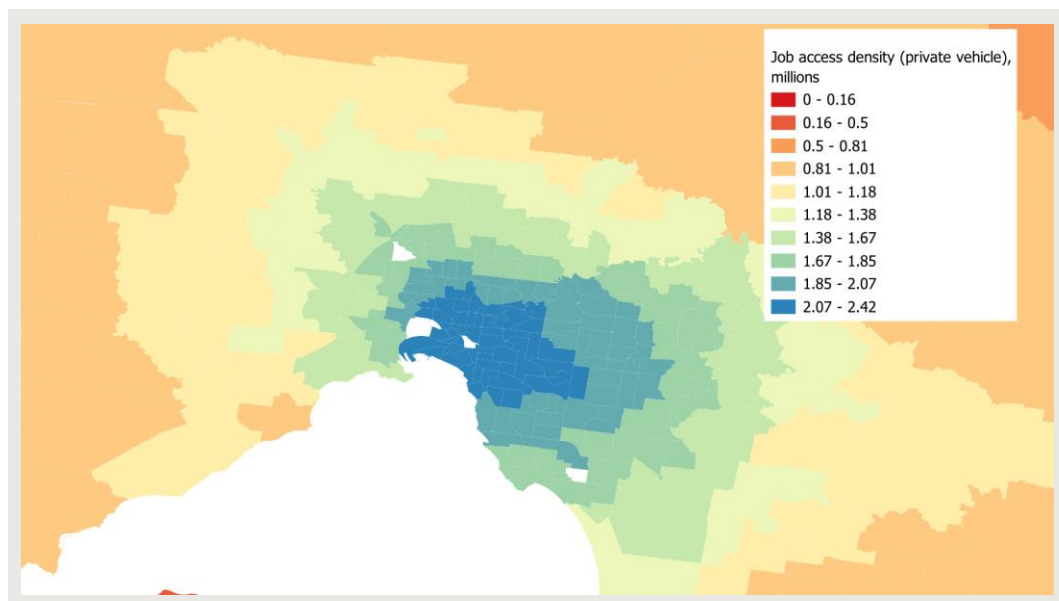 Job access density (private vehicle),
millions
0 - 0.16
0.16 - 0.5
0.5 - 0.81
0.81 - 1.01
1.01 - 1.18
1.18 - 1.38
1.38 - 1.67
1.67 - 1.85
1.85 - 2.07
2.07 - 2.42